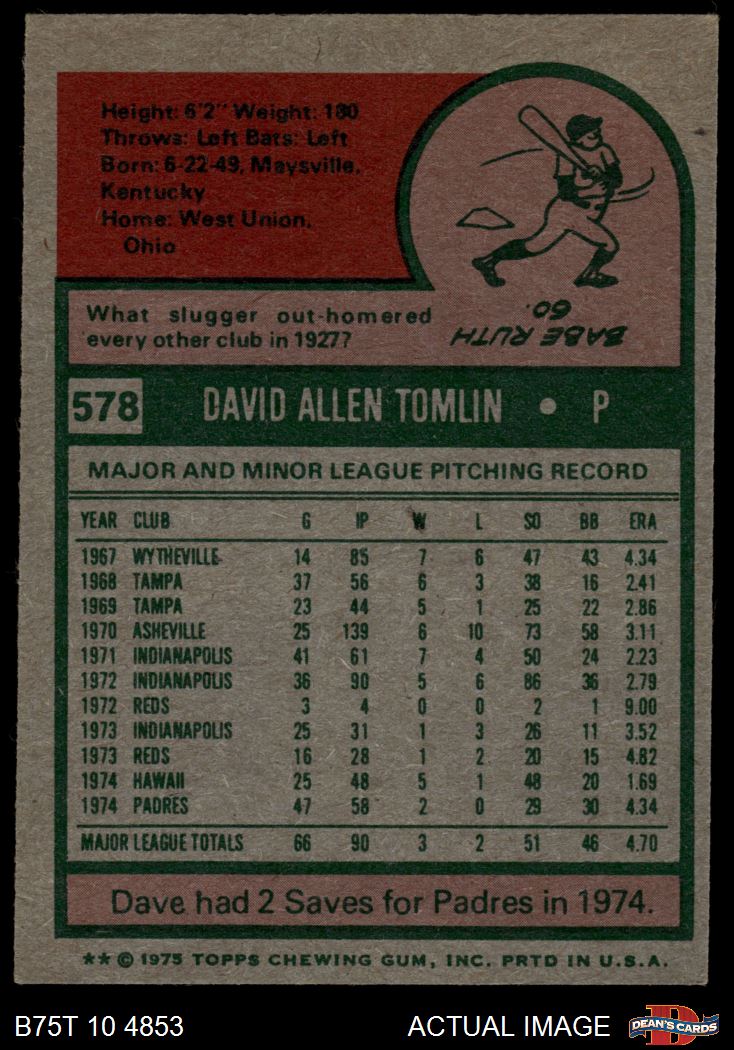 Height: 6'2" Weight: 180
Throws: Left Bats: Left
Born: 6-22-49, Maysville,
Kentucky
Home: West Union,
Ohio
What slugger out-homered
every other club in 1927?
BABE RUTH
60.
578 DAVID ALLEN TOMLIN • P
MAJOR AND MINOR LEAGUE PITCHING RECORD
YEAR CLUB G IP W L SO BB ERA
1967 WYTHEVILLE 14 85 7 6 47 43 4.34
1968 TAMPA 37 56 6 3 38 16 2.41
1969 TAMPA 23 44 5 1 25 22 2.86
1970 ASHEVILLE 25 139 6 10 73 58 3.11
1971 INDIANAPOLIS 41 61 7 4 50 24 2.23
1972 INDIANAPOLIS 36 90 5 6 86 36 2.79
1972 REDS 3 4 0 0 2 1 9.00
1973 INDIANAPOLIS 25 31 1 3 26 11 3.52
1973 REDS 16 28 1 2 20 15 4.82
1974 HAWAII 25 48 5 1 48 20 1.69
1974 PADRES 47 58 2 0 29 30 4.34
MAJOR LEAGUE TOTALS 66 90 3 2 51 46 4.70
Dave had 2 Saves for Padres in 1974.
** © 1975 TOPPS CHEWING GUM, INC. PRTD IN U.S.A.
B75T 10 4853 ACTUAL IMAGE DEAN'S CARDS